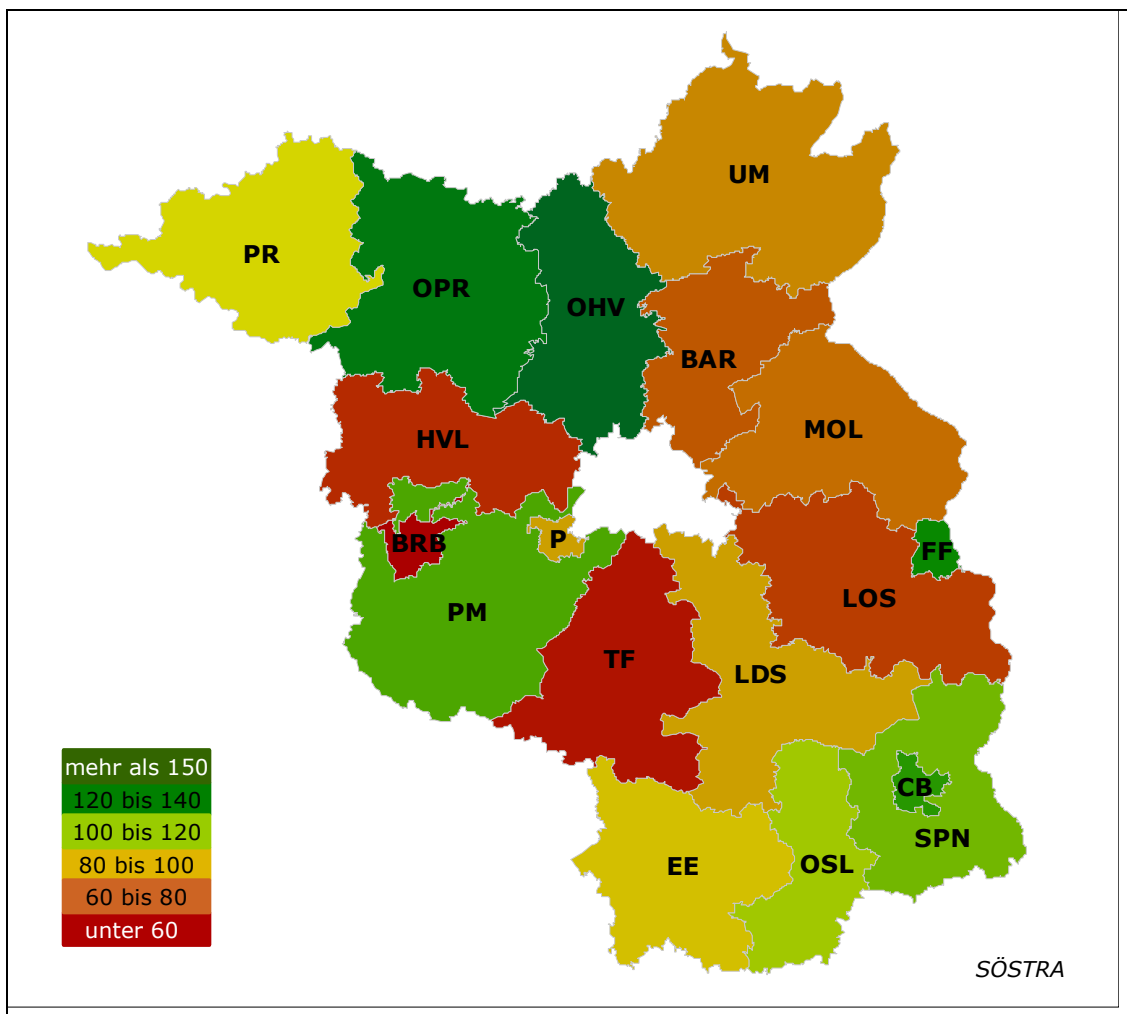 UM
PR
OPR
OHV
BAR
MOL
HVL
BRB
P
FF
LOS
PM
TF
LDS
CB
SPN
EE
OSL
mehr als 150
120 bis 140
100 bis 120
80 bis 100
60 bis 80
unter 60
SÖSTRA